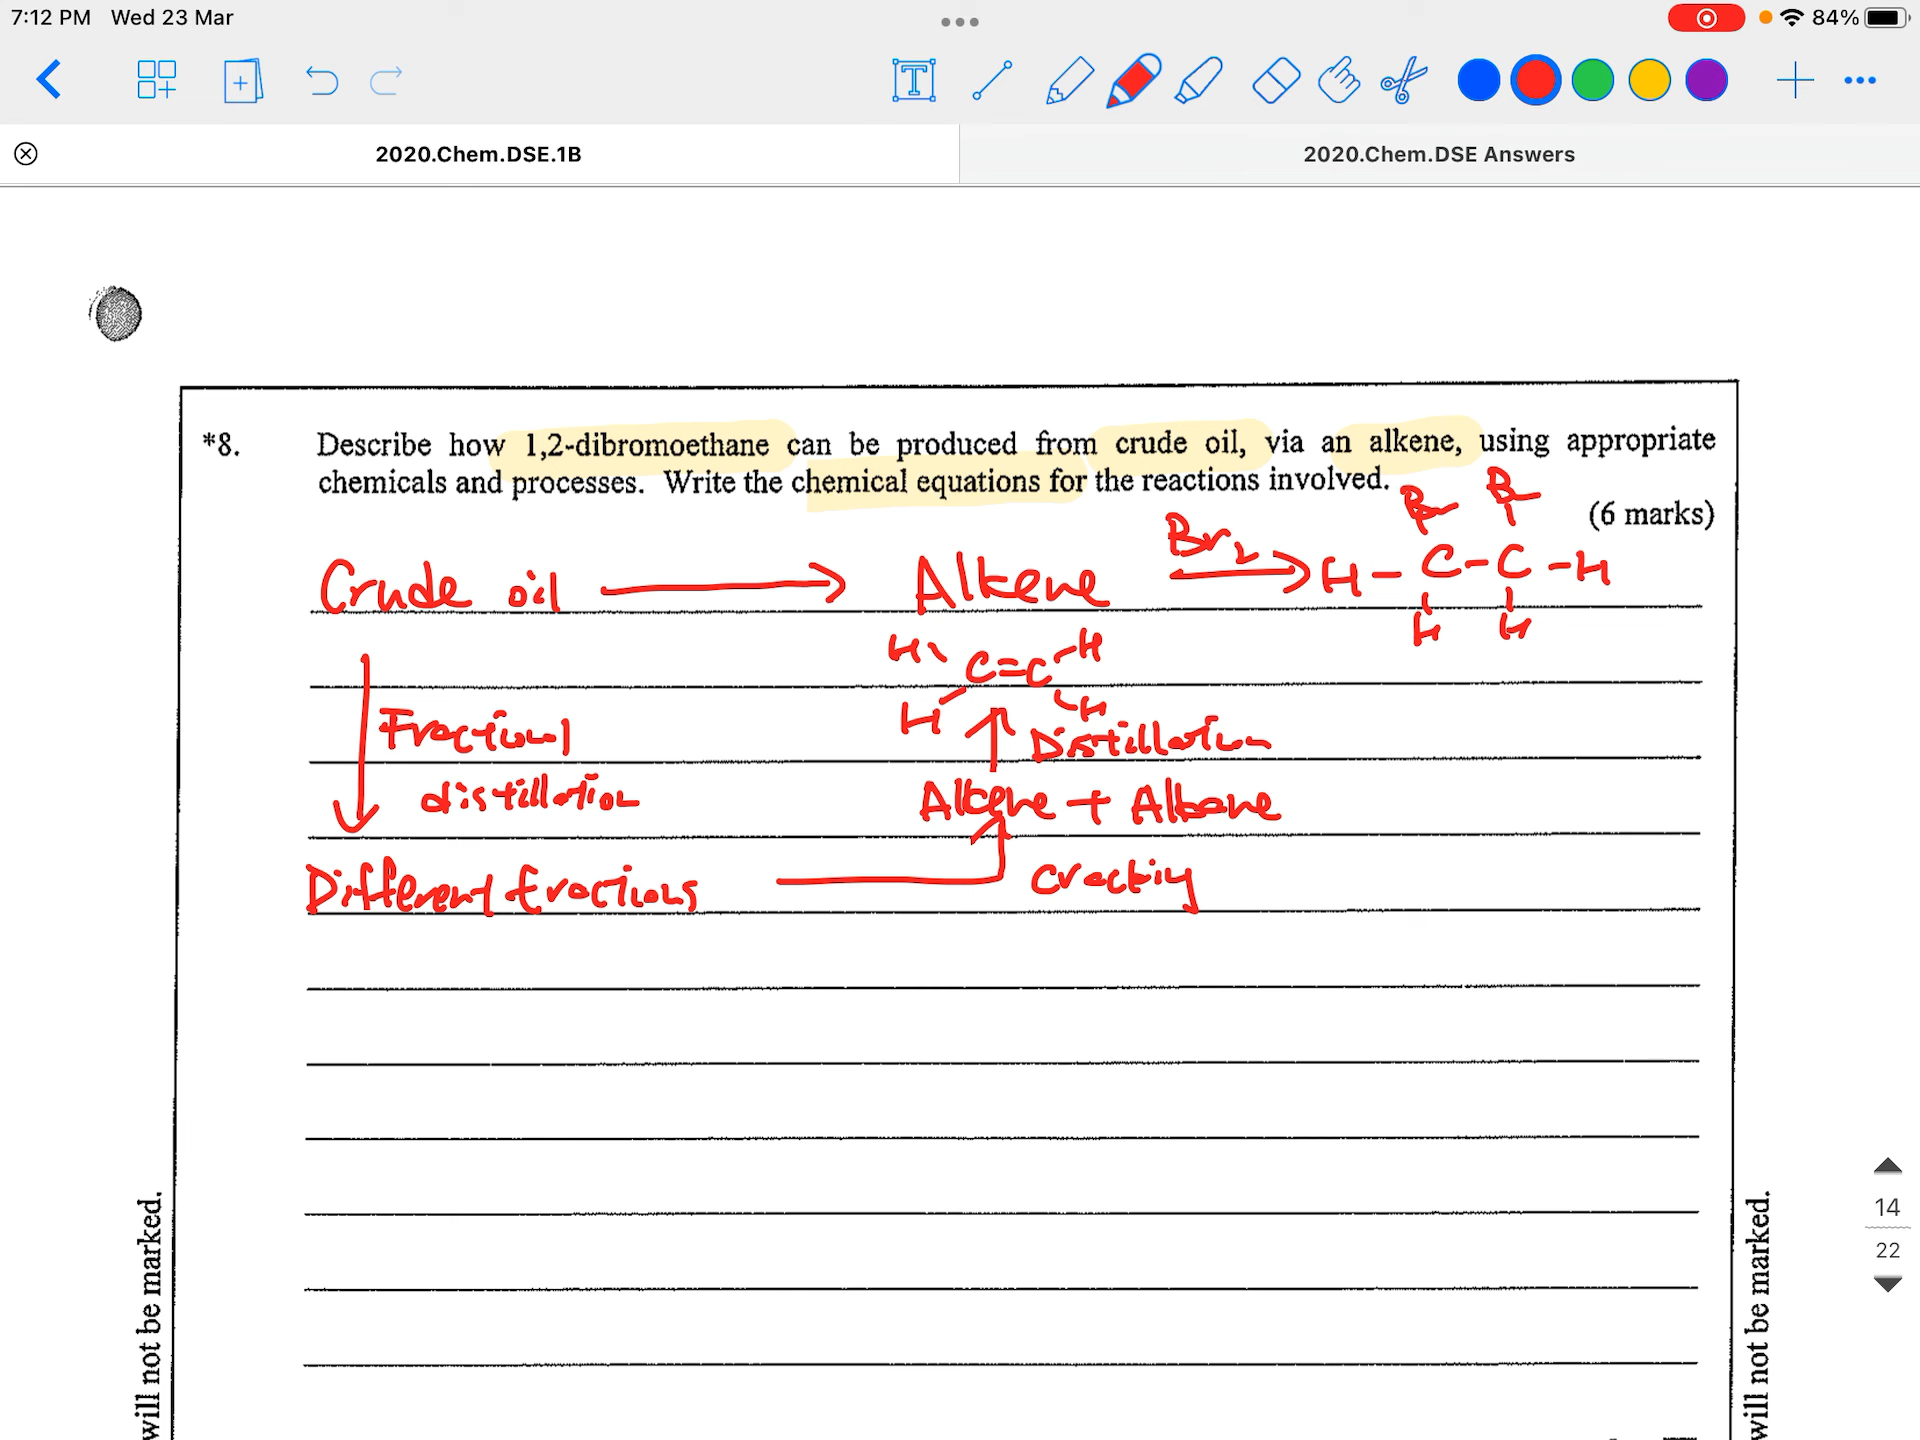 7:12 PM Wed 23 Mar
84%
T
2020.Chem.DSE.1B
2020.Chem.DSE Answers
*8. Describe how 1,2-dibromoethane can be produced from crude oil, via an alkene, using appropriate
chemicals and processes. Write the chemical equations for the reactions involved.
(6 marks)
Br Br
Crude oil → Alkene Br2 → H-C-C-H
H H
H H
C=C
H H
Fractional
Distillation
distillation
Alkene + Alkane
Different fractions
Cracking
14
22
will not be marked.
will not be marked.